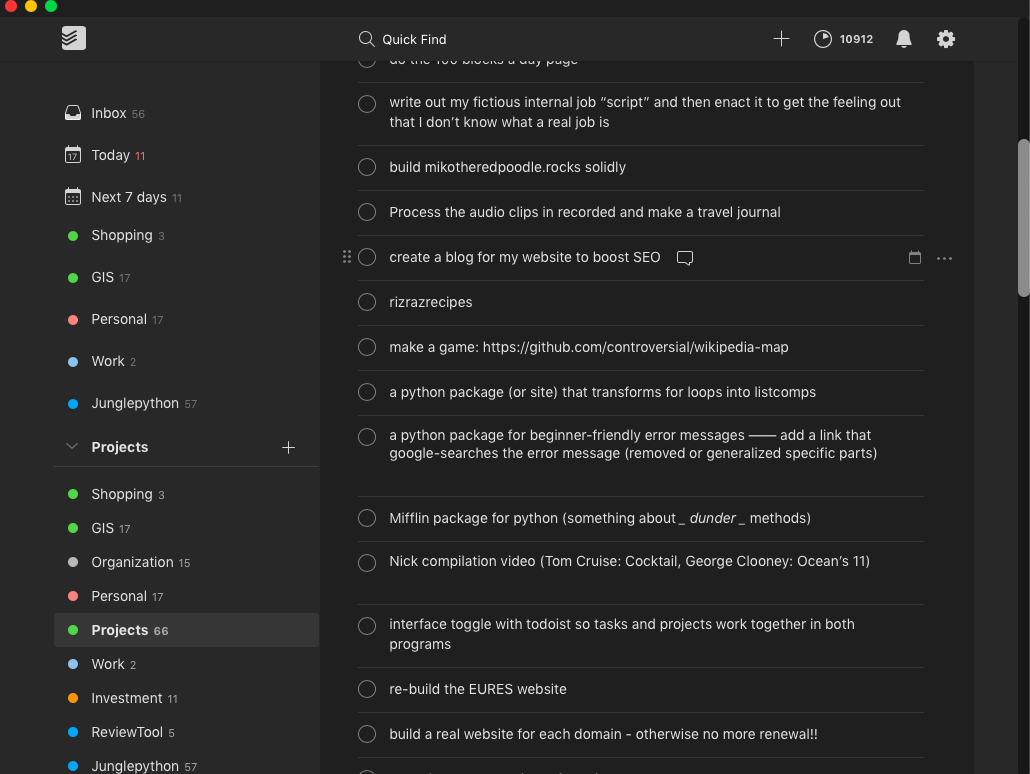 Quick Find
10912
Inbox 56
17 Today 11
Next 7 days 11
Shopping 3
GIS 17
Personal 17
Work 2
Junglepython 57
Projects
Shopping 3
GIS 17
Organization 15
Personal 17
Projects 66
Work 2
Investment 11
ReviewTool 5
Junglepython 57
do the 100 blocks a day page
write out my fictious internal job “script” and then enact it to get the feeling out
that I don’t know what a real job is
build mikotheredpoodle.rocks solidly
Process the audio clips in recorded and make a travel journal
create a blog for my website to boost SEO
rizrazrecipes
make a game: https://github.com/controversial/wikipedia-map
a python package (or site) that transforms for loops into listcomps
a python package for beginner-friendly error messages —— add a link that
google-searches the error message (removed or generalized specific parts)
Mifflin package for python (something about _ dunder _ methods)
Nick compilation video (Tom Cruise: Cocktail, George Clooney: Ocean’s 11)
interface toggle with todoist so tasks and projects work together in both
programs
re-build the EURES website
build a real website for each domain - otherwise no more renewal!!